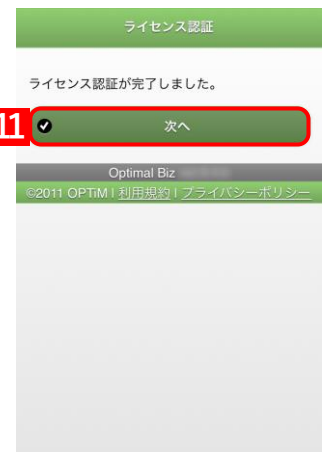 ライセンス認証
ライセンス認証が完了しました。
11
次へ
Optimal Biz
©2011 OPTiM | 利用規約 | プライバシーポリシー